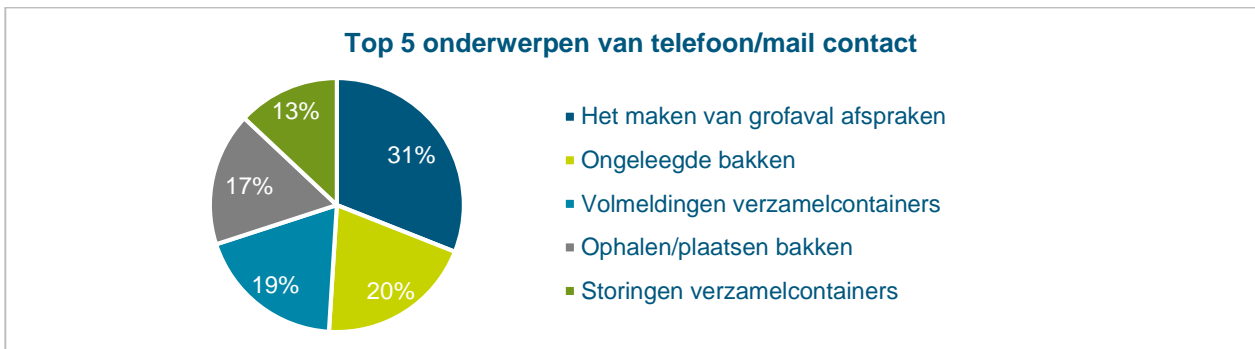 Top 5 onderwerpen van telefoon/mail contact
13%
31%
17%
19%
20%
Het maken van grofaval afspraken
Ongeleegde bakken
Volmeldingen verzamelcontainers
Ophalen/plaatsen bakken
Storingen verzamelcontainers